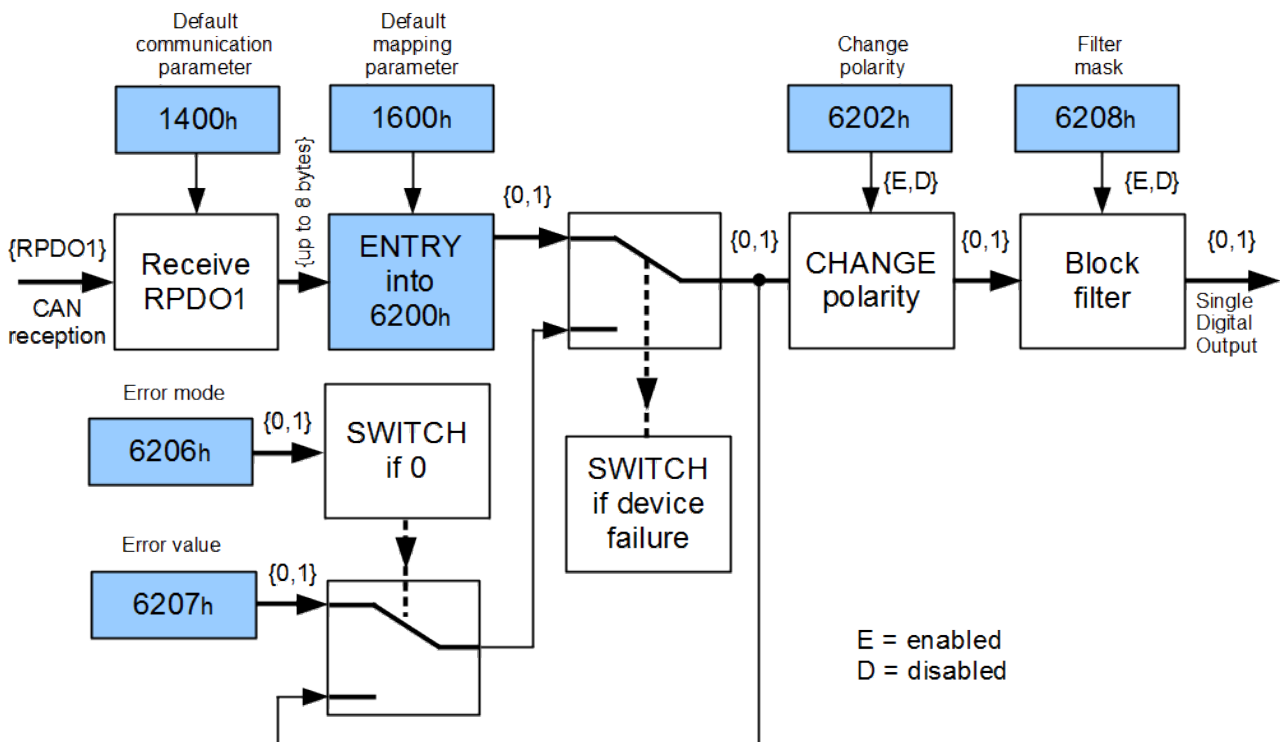 Default
communication
parameter
Default
mapping
parameter
Change
polarity
Filter
mask
1400h
1600h
6202h
6208h
{up to 8 bytes}
{E,D}
{E,D}
{RPDO1}
CAN
reception
Receive
RPDO1
ENTRY
into
6200h
{0,1}
{0,1}
CHANGE
polarity
{0,1}
Block
filter
{0,1}
Single
Digital
Output
Error mode
6206h
{0,1}
SWITCH
if 0
SWITCH
if device
failure
Error value
6207h
{0,1}
E = enabled
D = disabled